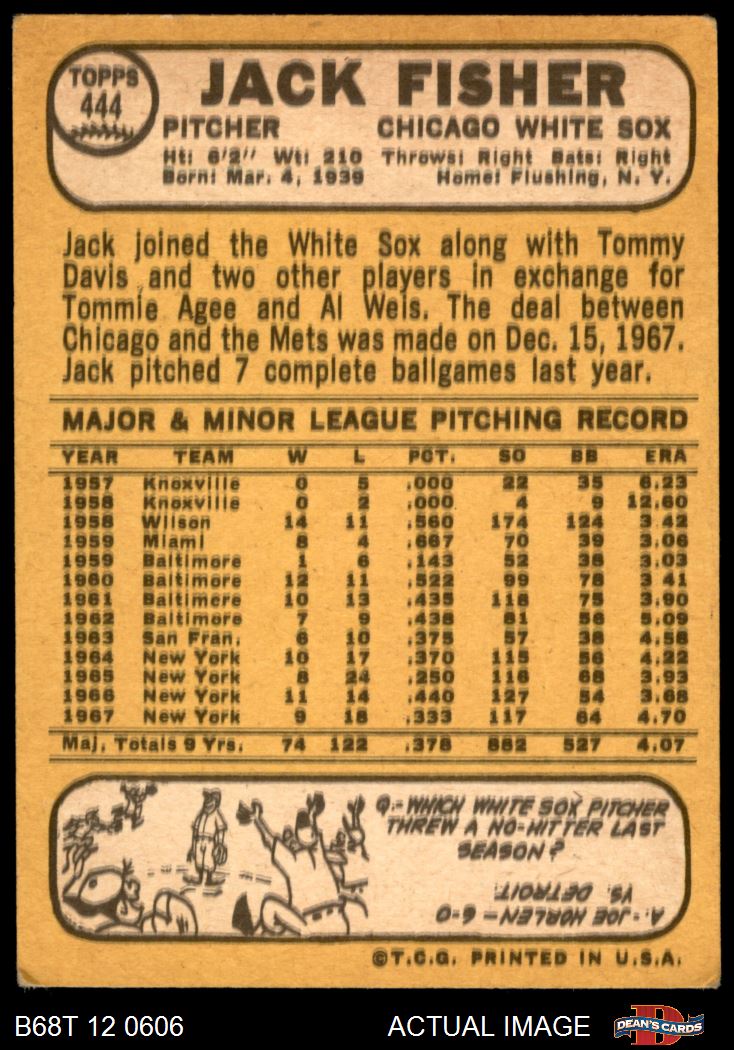 TOPPS
444
JACK FISHER
PITCHER CHICAGO WHITE SOX
Ht: 6'2" Wt: 210 Throws: Right Bats: Right
Born: Mar. 4, 1939 Home: Flushing, N. Y.
Jack joined the White Sox along with Tommy
Davis and two other players in exchange for
Tommie Agee and Al Weis. The deal between
Chicago and the Mets was made on Dec. 15, 1967.
Jack pitched 7 complete ballgames last year.
MAJOR & MINOR LEAGUE PITCHING RECORD
YEAR TEAM W L PCT. SO BB ERA
1957 Knoxville 0 5 .000 22 35 6.23
1958 Knoxville 0 2 .000 4 9 12.60
1958 Wilson 14 11 .560 174 124 3.42
1959 Miami 8 4 .667 70 39 3.06
1959 Baltimore 1 6 .143 52 38 3.03
1960 Baltimore 12 11 .522 99 78 3.41
1961 Baltimore 10 13 .435 118 75 3.90
1962 Baltimore 7 9 .438 81 56 5.09
1963 San Fran. 6 10 .375 57 38 4.58
1964 New York 10 17 .370 115 56 4.22
1965 New York 8 24 .250 116 68 3.93
1966 New York 11 14 .440 127 54 3.68
1967 New York 9 18 .333 117 64 4.70
Maj. Totals 9 Yrs. 74 122 .378 882 527 4.07
Q.- WHICH WHITE SOX PITCHER
THREW A NO-HITTER LAST
SEASON?
A.- JOE HORLEN - 6-0
VS. DETROIT.
©T.C.G. PRINTED IN U.S.A.
B68T 12 0606 ACTUAL IMAGE
D
DEAN'S CARDS